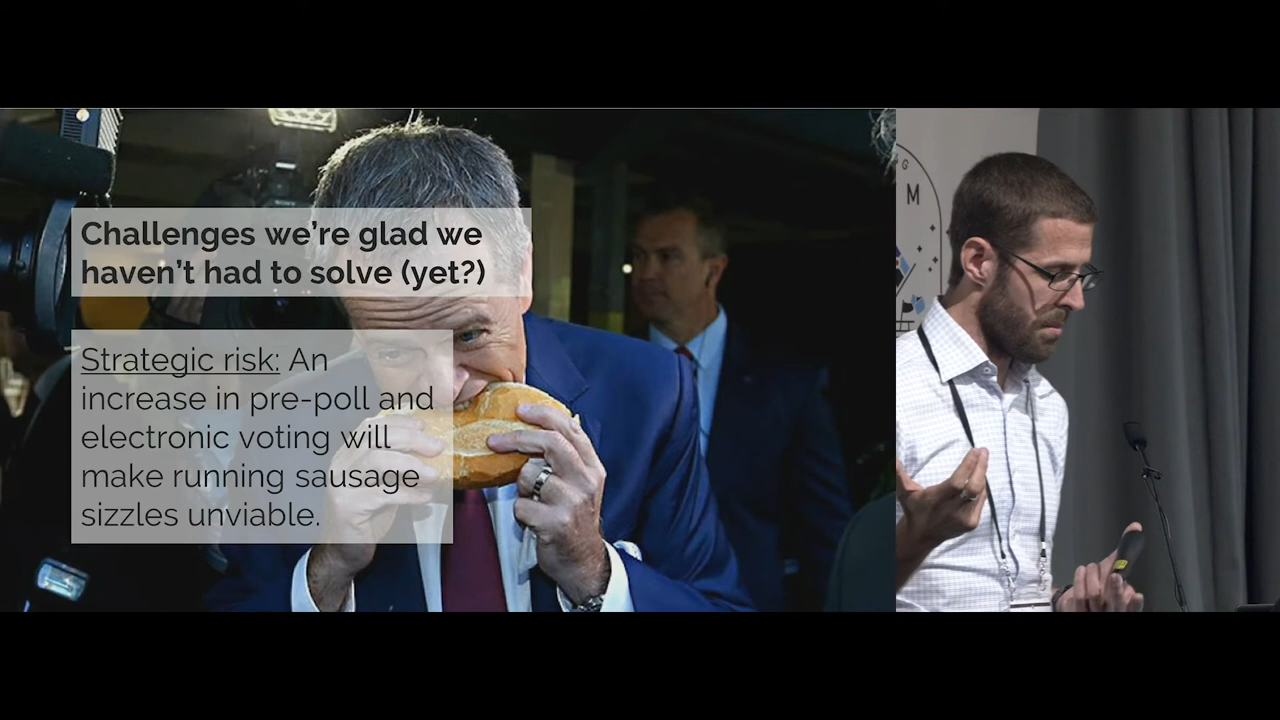 Challenges we're glad we
haven't had to solve (yet?)
Strategic risk: An
increase in pre-poll and
electronic voting will
make running sausage
sizzles unviable.
G
M